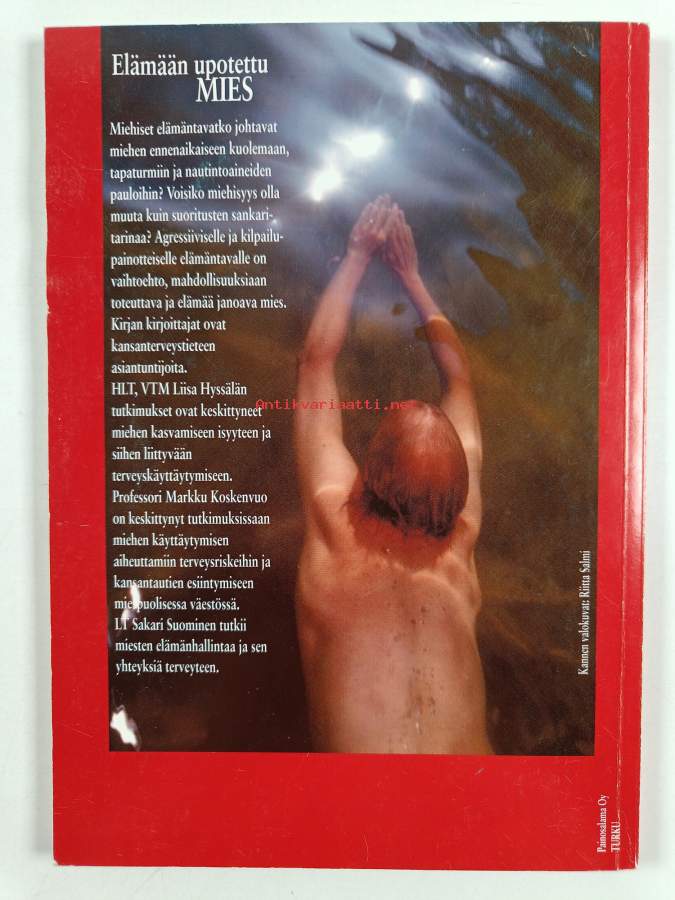 Elämään upotettu
MIES
Miehiset elämäntavatko johtavat
miehen ennenaikaiseen kuolemaan,
tapaturmiin ja nautintoaineiden
pauloihin? Voisiko miehisyys olla
muuta kuin suoritusten sankari-
tarinaa? Agressiiviselle ja kilpailu-
painotteiselle elämäntavalle on
vaihtoehto, mahdollisuuksiaan
toteuttava ja elämää janoava mies.
Kirjan kirjoittajat ovat
kansanterveystieteen
asiantuntijoita.
HLT, VTM Liisa Hyssälän
tutkimukset ovat keskittyneet
miehen kasvamiseen isyyteen ja
siihen liittyvään
terveyskäyttäytymiseen.
Professori Markku Koskenvuo
on keskittynyt tutkimuksissaan
miehen käyttäytymisen
aiheuttamiin terveysriskeihin ja
kansantautien esiintymiseen
miespuolisessa väestössä.
LT Sakari Suominen tutkii
miesten elämänhallintaa ja sen
yhteyksiä terveyteen.
Antikvariaatti.net
Kannen valokuvat: Riitta Salmi
Painosalama Oy
TURKU